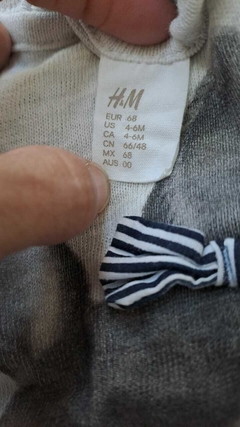 H&M
EUR 68
US 4-6M
CA 4-6M
CN 66/48
MX 68
AUS 00